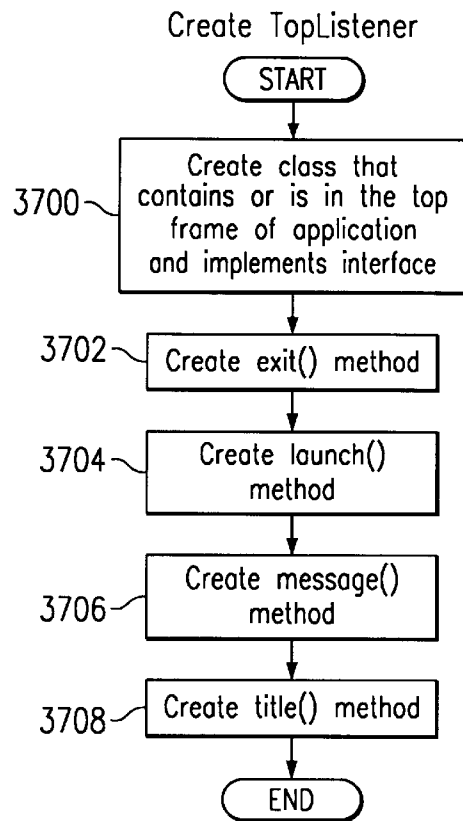 Create TopListener
START
3700
Create class that
contains or is in the top
frame of application
and implements interface
3702
Create exit() method
3704
Create launch()
method
3706
Create message()
method
3708
Create title() method
END